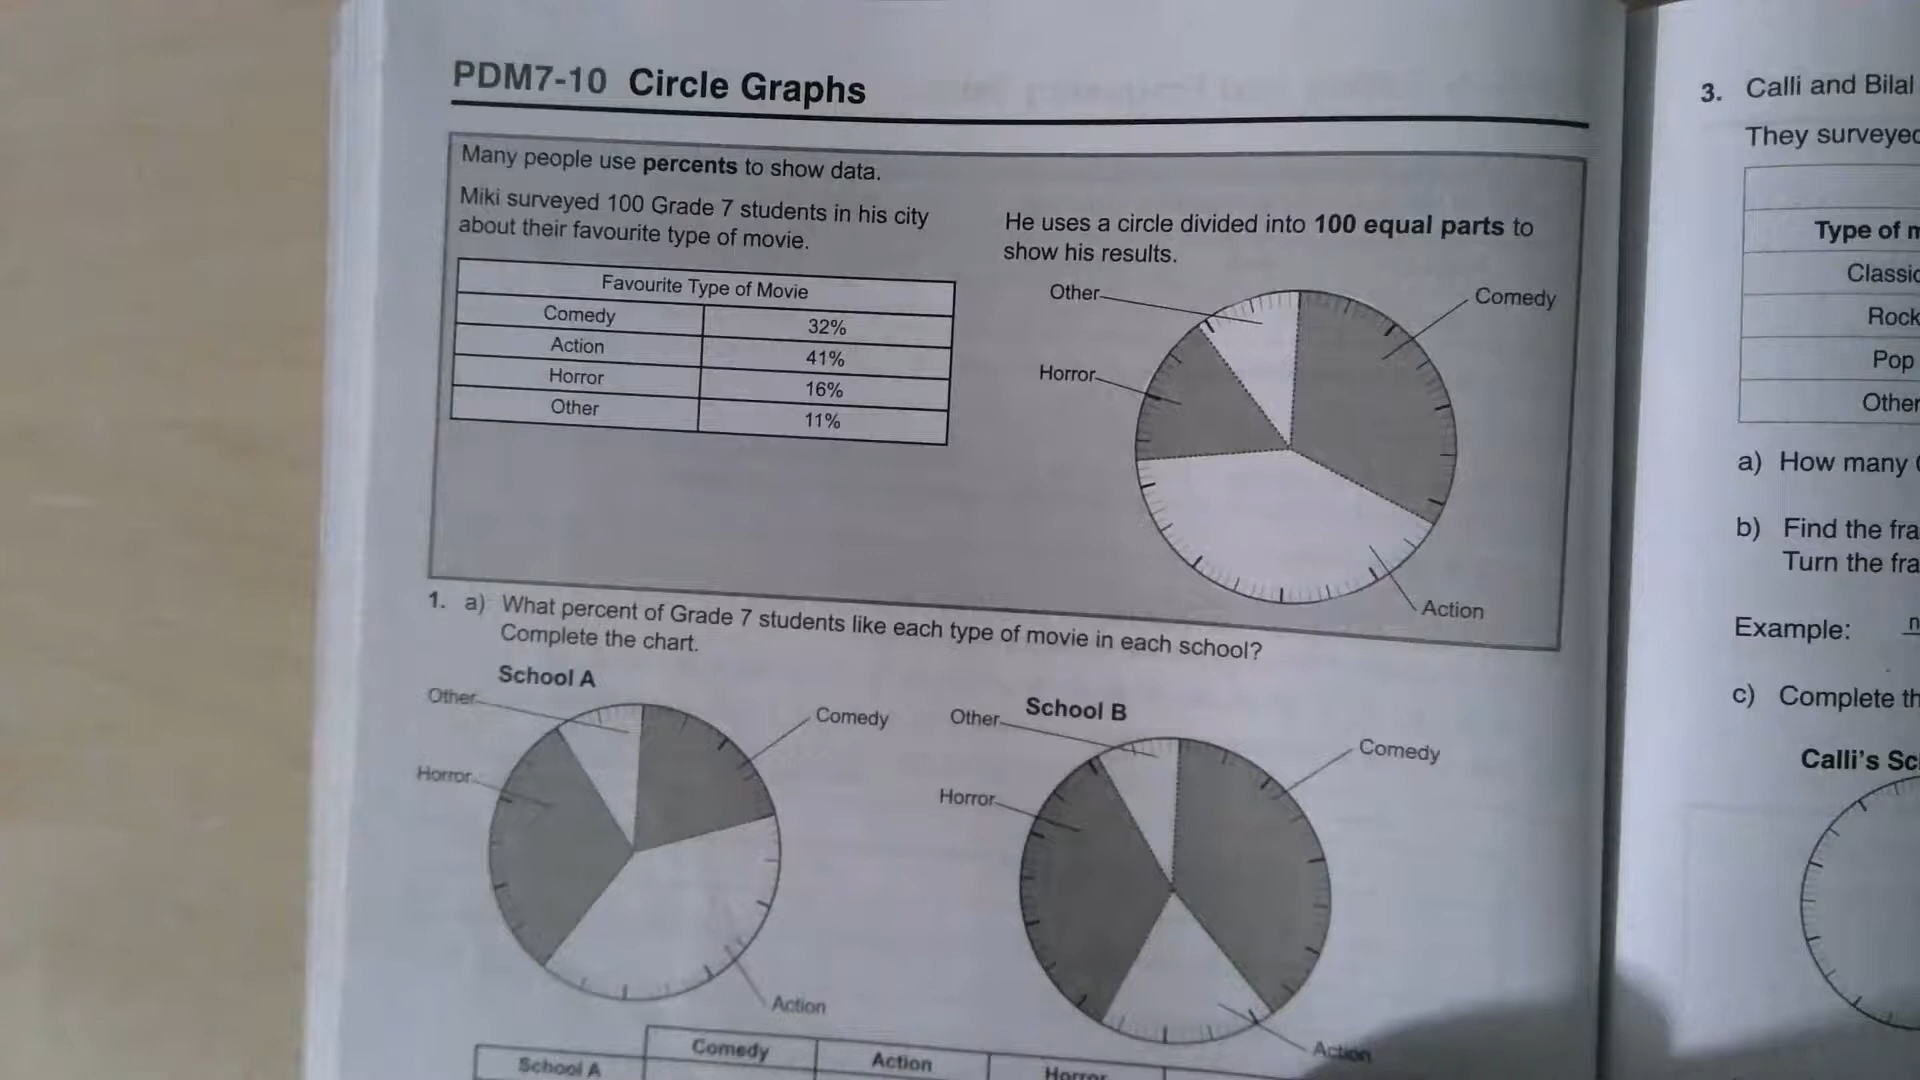 PDM7-10 Circle Graphs
Many people use percents to show data.
Miki surveyed 100 Grade 7 students in his city
about their favourite type of movie.
Favourite Type of Movie
Comedy 32%
Action 41%
Horror 16%
Other 11%
He uses a circle divided into 100 equal parts to
show his results.
Other
Comedy
Horror
Action
1. a) What percent of Grade 7 students like each type of movie in each school?
Complete the chart.
School A
Other
Comedy
Horror
Action
School B
Other
Comedy
Horror
Action
Comedy Action Horror
School A
3. Calli and Bilal
They surveyed
Type of
Classic
Rock
Pop
Other
a) How many
b) Find the fra
Turn the fra
Example:
c) Complete th
Calli's Sc